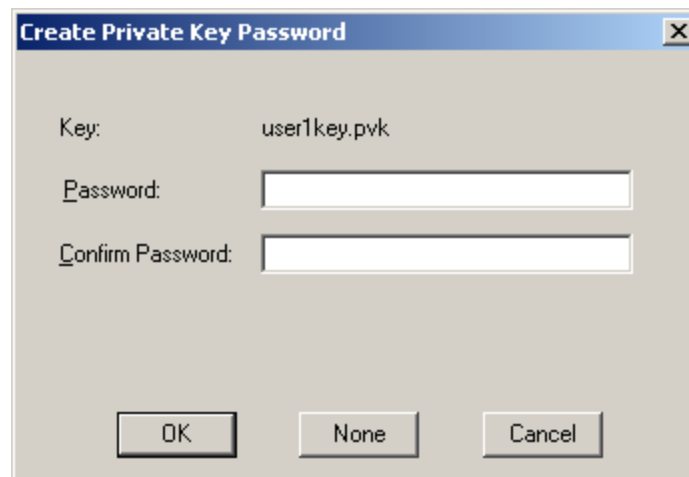 Create Private Key Password
Key: user1key.pvk
Password:
Confirm Password:
OK None Cancel